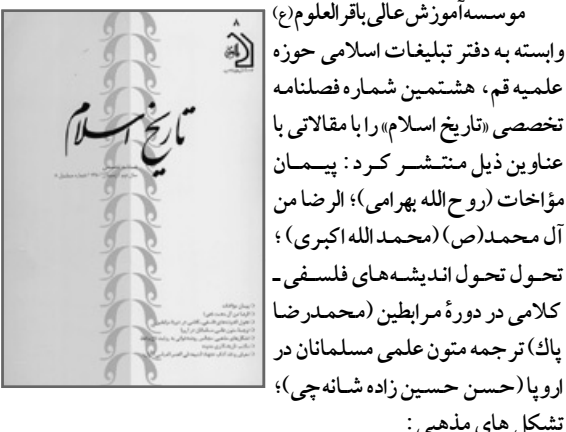 موسسه‌آموزش‌عالی‌باقرالعلوم(ع)
وابسته به دفتر تبلیغات اسلامی حوزه
علمیه قم، هشتمین شماره فصلنامه
تخصصی «تاریخ اسلام» را با مقالاتی با
عناوین ذیل منتشر کرد: پیمان
مؤاخات (روح‌الله بهرامی)؛ الرضا من
آل محمد(ص) (محمدالله اکبری)؛
تحول تحول اندیشه‌های فلسفی ـ
کلامی در دورهٔ مرابطین (محمدرضا
پاك) ترجمه متون علمی مسلمانان در
اروپا (حسن حسین زاده شانه‌چی)؛
تشکل های مذهبی:
۸
تاریخ اسلام